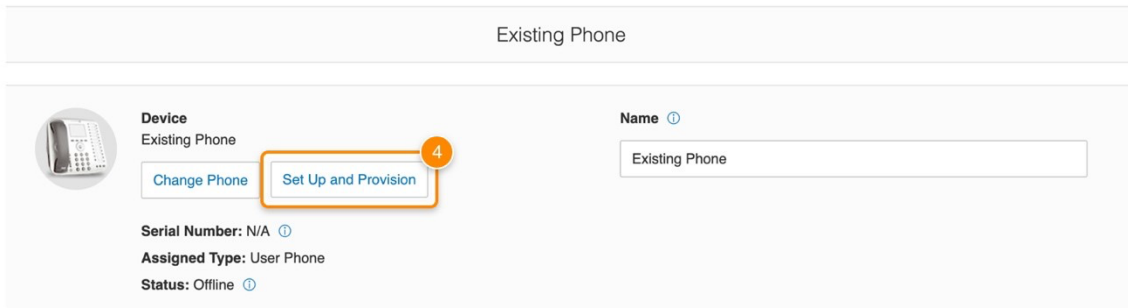 Existing Phone
Device
Existing Phone
Change Phone
Set Up and Provision
4
Serial Number: N/A
Assigned Type: User Phone
Status: Offline
Name
Existing Phone